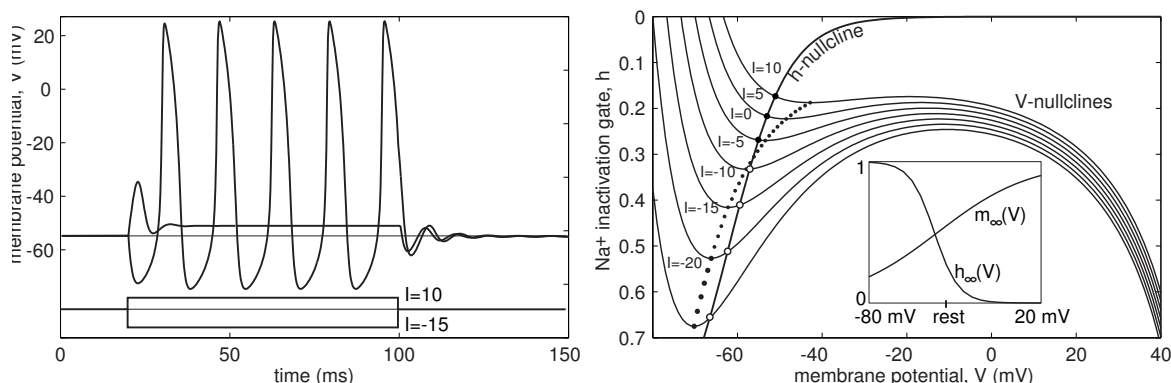 membrane potential, V (mV)
20
0
-20
-40
-60
I=10
I=-15
0
50
100
150
time (ms)
Na+ inactivation gate, h
0
0.1
0.2
0.3
0.4
0.5
0.6
0.7
I=10
I=5
I=0
I=-5
I=-10
I=-15
I=-20
h-nullcline
V-nullclines
1
0
m∞(V)
h∞(V)
-80 mV
rest
20 mV
-60
-40
-20
0
20
40
membrane potential, V (mV)